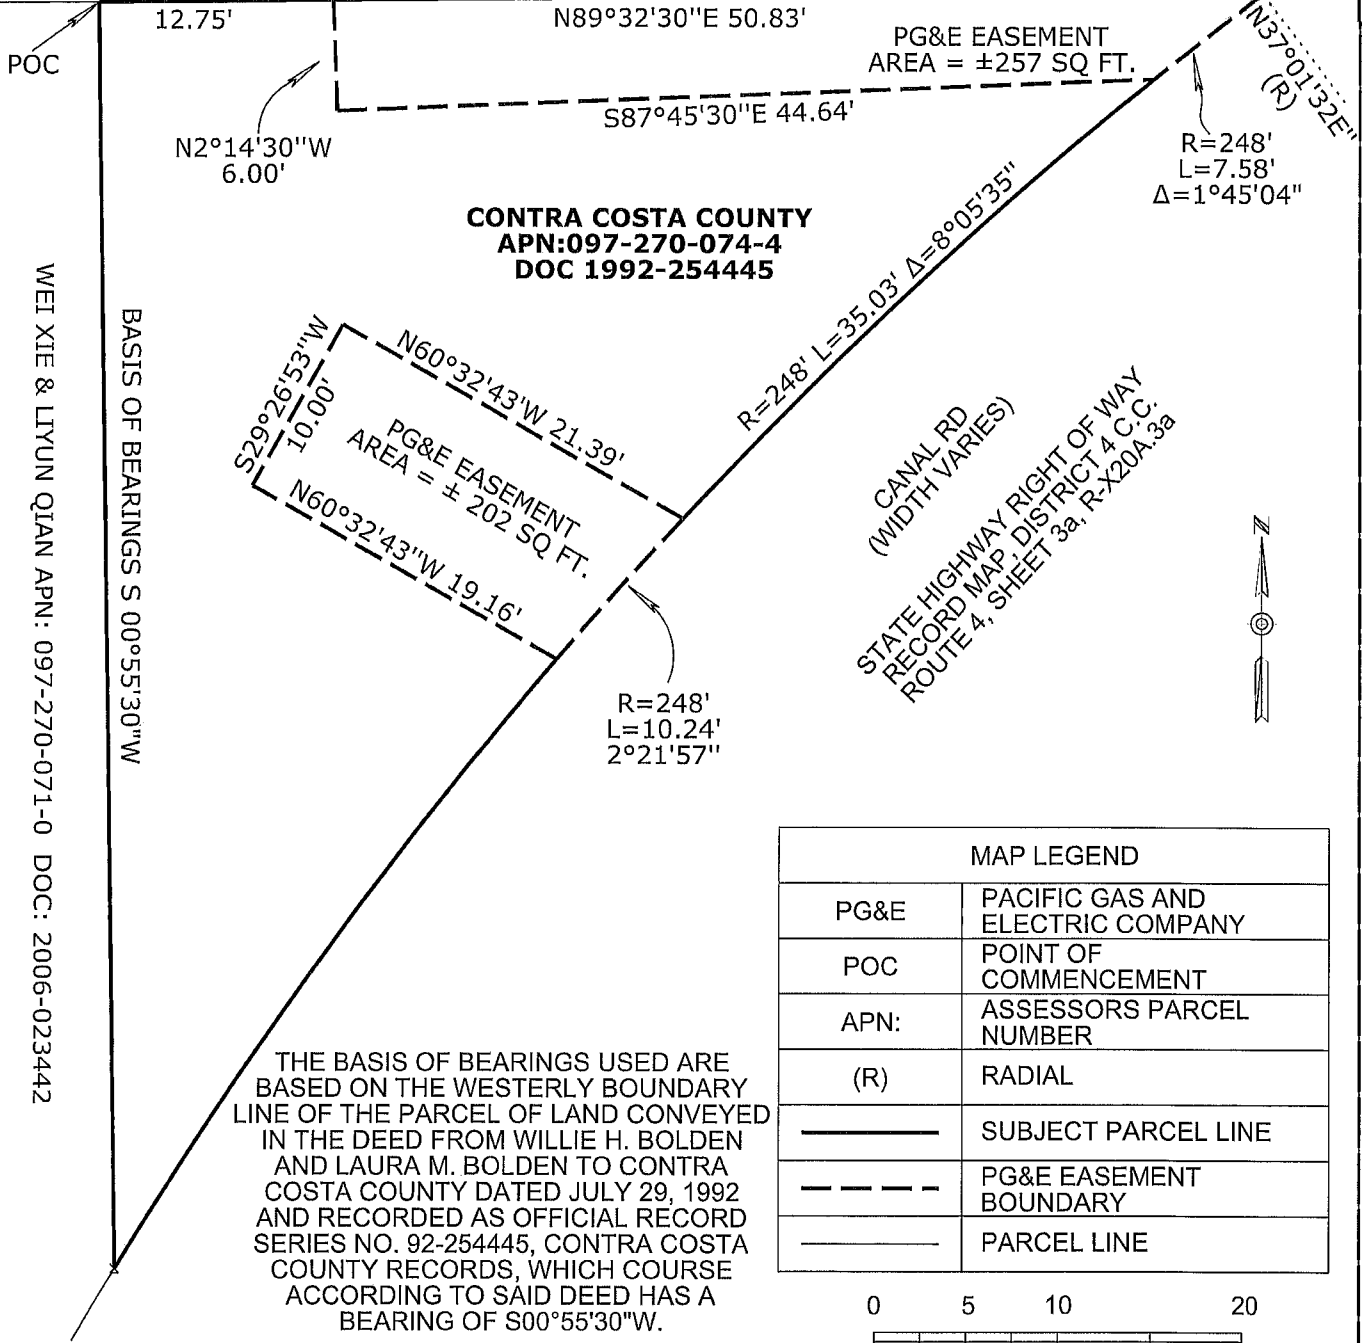 12.75'
N89°32'30"E 50.83'
POC
PG&E EASEMENT
AREA = ±257 SQ FT.
N37°01'32E"
(R)
S87°45'30"E 44.64'
N2°14'30"W
6.00'
R=248'
L=7.58'
Δ=1°45'04"
CONTRA COSTA COUNTY
APN:097-270-074-4
DOC 1992-254445
R=248' L=35.03' Δ=8°05'35"
WEI XIE & LIYUN QIAN APN: 097-270-071-0 DOC: 2006-023442
BASIS OF BEARINGS S 00°55'30"W
N60°32'43'W 21.39'
S29°26'53"W
10.00'
PG&E EASEMENT
AREA = ± 202 SQ FT.
N60°32'43"W 19.16'
CANAL RD
(WIDTH VARIES)
STATE HIGHWAY RIGHT OF WAY
RECORD MAP, DISTRICT 4 C.C.
ROUTE 4, SHEET 3a, R-X20A.3a
N
R=248'
L=10.24'
2°21'57"
MAP LEGEND
PG&E PACIFIC GAS AND
ELECTRIC COMPANY
POC POINT OF
COMMENCEMENT
APN: ASSESSORS PARCEL
NUMBER
(R) RADIAL
SUBJECT PARCEL LINE
PG&E EASEMENT
BOUNDARY
PARCEL LINE
THE BASIS OF BEARINGS USED ARE
BASED ON THE WESTERLY BOUNDARY
LINE OF THE PARCEL OF LAND CONVEYED
IN THE DEED FROM WILLIE H. BOLDEN
AND LAURA M. BOLDEN TO CONTRA
COSTA COUNTY DATED JULY 29, 1992
AND RECORDED AS OFFICIAL RECORD
SERIES NO. 92-254445, CONTRA COSTA
COUNTY RECORDS, WHICH COURSE
ACCORDING TO SAID DEED HAS A
BEARING OF S00°55'30"W.
0 5 10 20